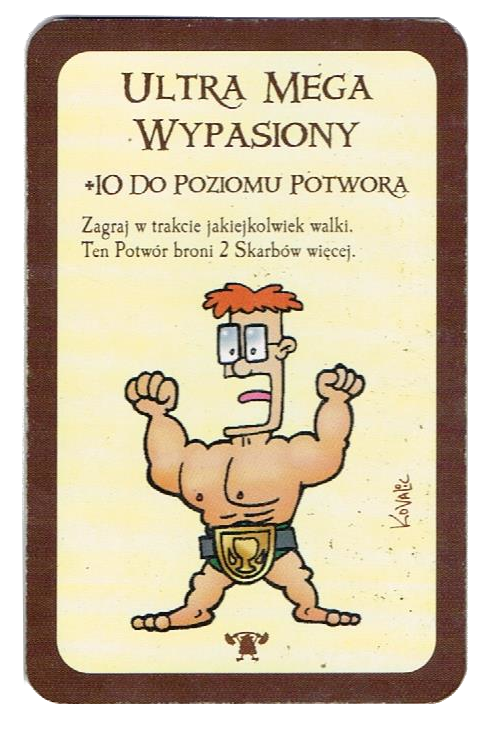 Ultra Mega
Wypasiony
+10 Do Poziomu Potwora
Zagraj w trakcie jakiejkolwiek walki.
Ten Potwór broni 2 Skarbów więcej.
Kovalic